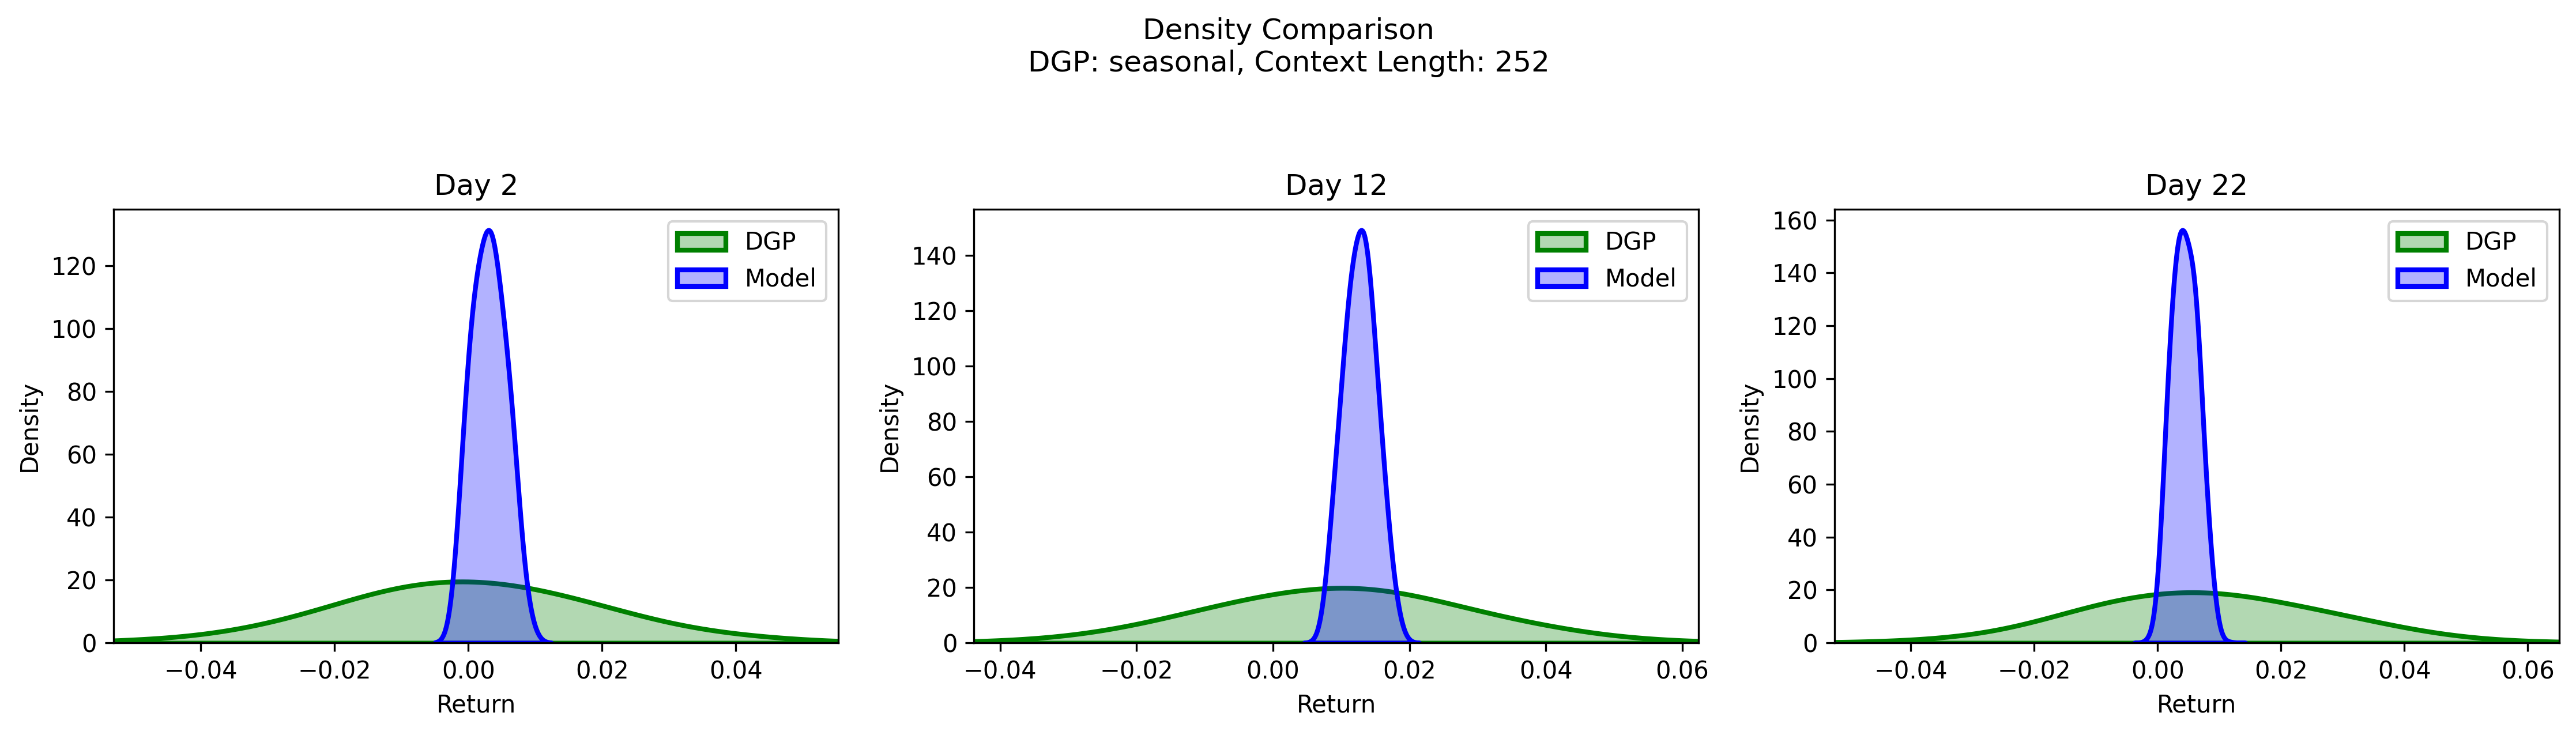 Density Comparison
DGP: seasonal, Context Length: 252
Day 2
120
100
80
60
40
20
0
Density
−0.04 −0.02 0.00 0.02 0.04
Return
DGP
Model
Day 12
140
120
100
80
60
40
20
0
Density
−0.04 −0.02 0.00 0.02 0.04 0.06
Return
DGP
Model
Day 22
160
140
120
100
80
60
40
20
0
Density
−0.04 −0.02 0.00 0.02 0.04 0.06
Return
DGP
Model